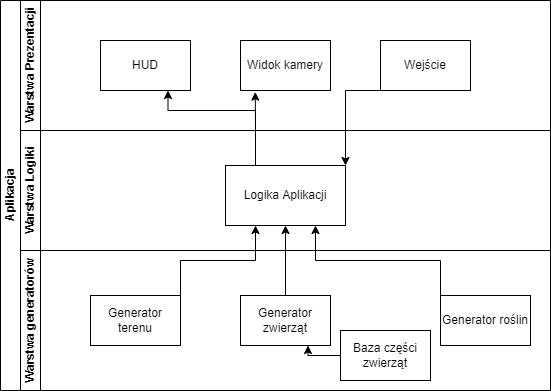 Aplikacja
Warstwa Prezentacji
HUD
Widok kamery
Wejście
Warstwa Logiki
Logika Aplikacji
Warstwa generatorów
Generator
terenu
Generator
zwierząt
Generator roślin
Baza części
zwierząt